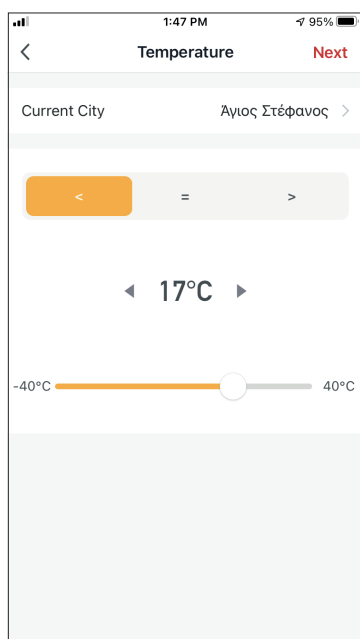 1:47 PM 95%
Temperature Next
Current City Άγιος Στέφανος
< = >
17°C
-40°C 40°C